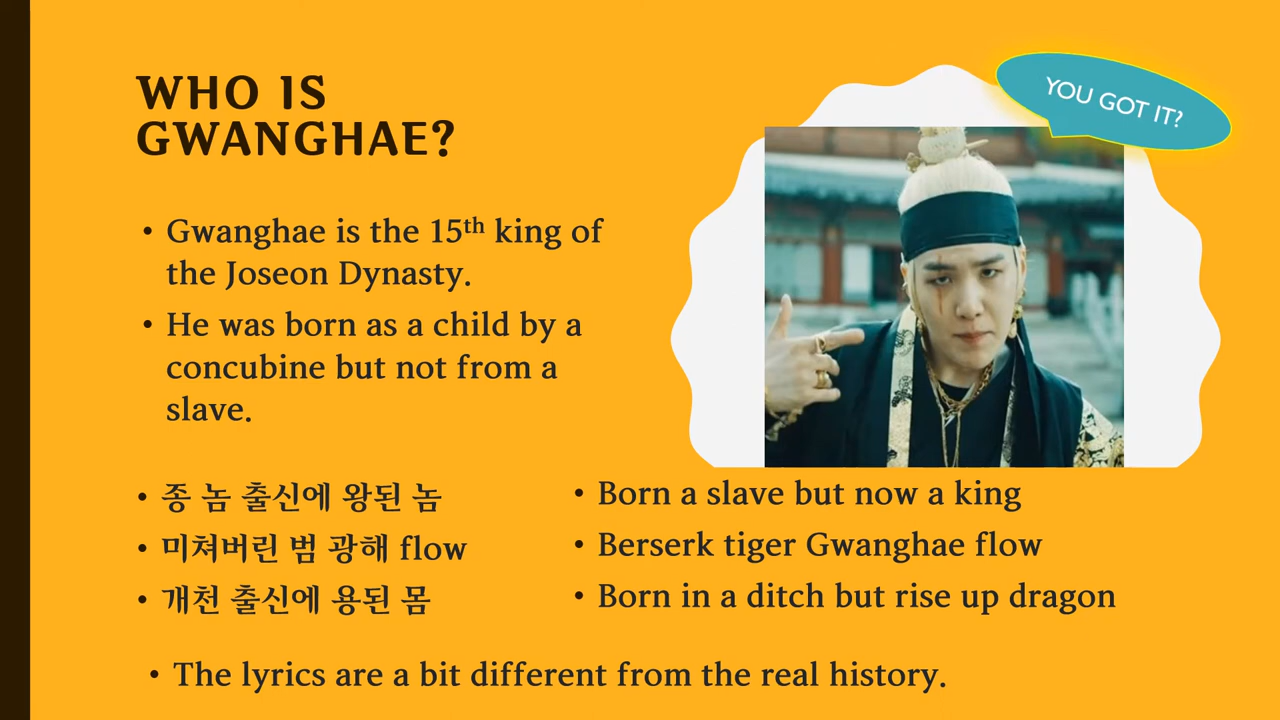 WHO IS
GWANGHAE?
YOU GOT IT?
• Gwanghae is the 15th king of
the Joseon Dynasty.
• He was born as a child by a
concubine but not from a
slave.
• 종 놈 출신에 왕된 놈
• 미쳐버린 범 광해 flow
• 개천 출신에 용된 몸
• Born a slave but now a king
• Berserk tiger Gwanghae flow
• Born in a ditch but rise up dragon
• The lyrics are a bit different from the real history.